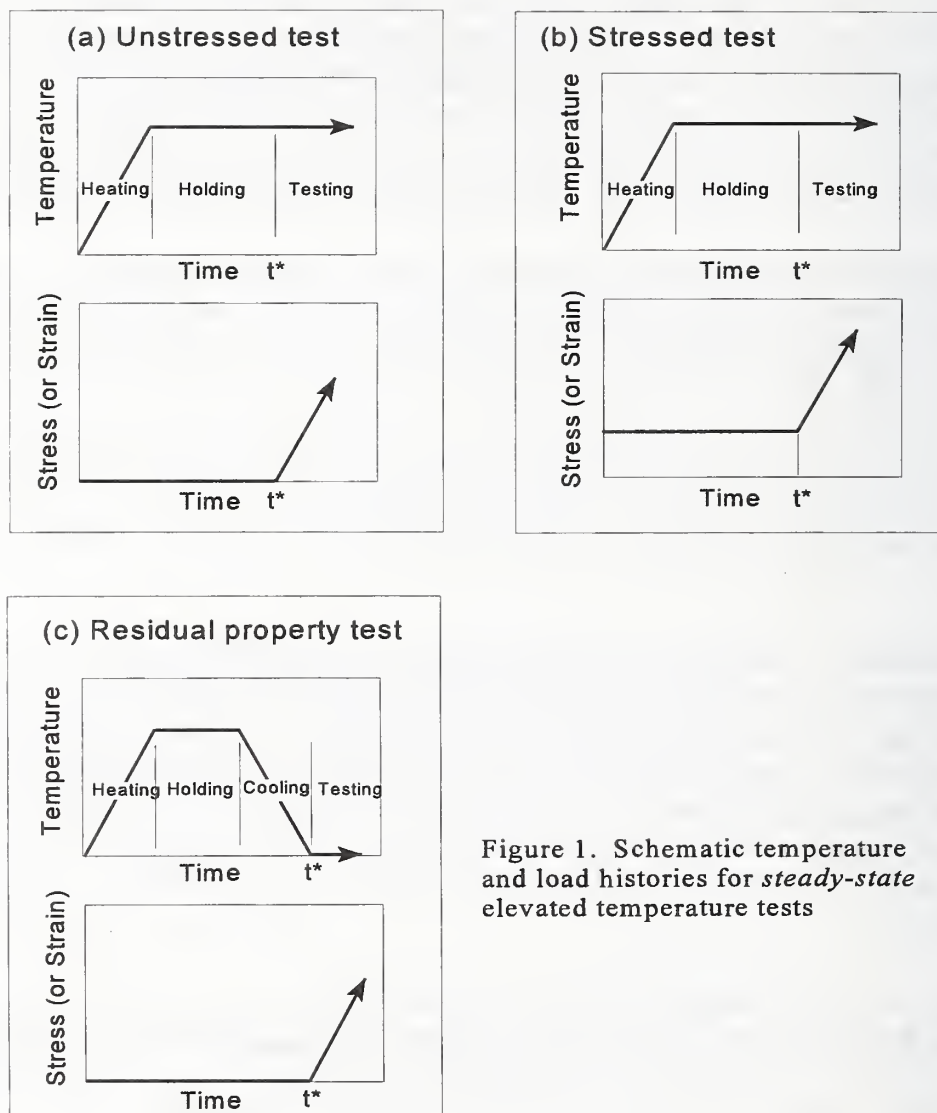 (a) Unstressed test
Temperature
Heating
Holding
Testing
Time t*
Stress (or Strain)
Time t*
(b) Stressed test
Temperature
Heating
Holding
Testing
Time t*
Stress (or Strain)
Time t*
(c) Residual property test
Temperature
Heating
Holding
Cooling
Testing
Time t*
Stress (or Strain)
Time t*
Figure 1. Schematic temperature
and load histories for steady-state
elevated temperature tests